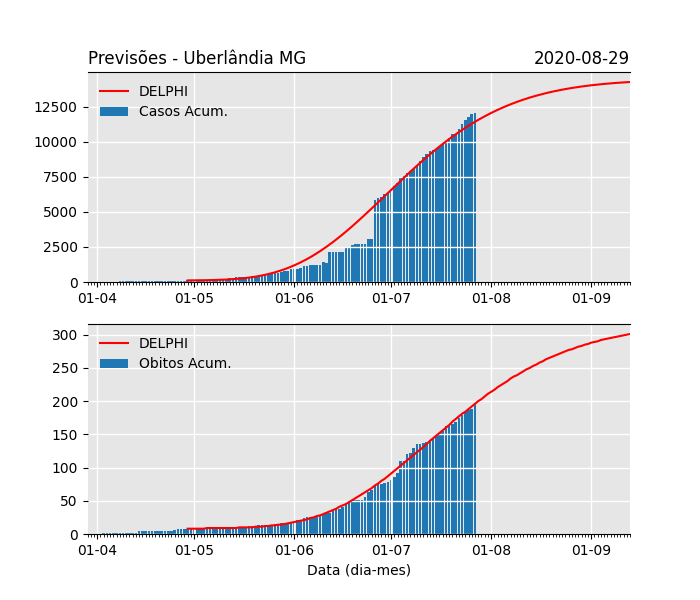 Previsões - Uberlândia MG 2020-08-29
DELPHI
Casos Acum.
12500
10000
7500
5000
2500
0
01-04 01-05 01-06 01-07 01-08 01-09
DELPHI
Obitos Acum.
300
250
200
150
100
50
0
01-04 01-05 01-06 01-07 01-08 01-09
Data (dia-mes)